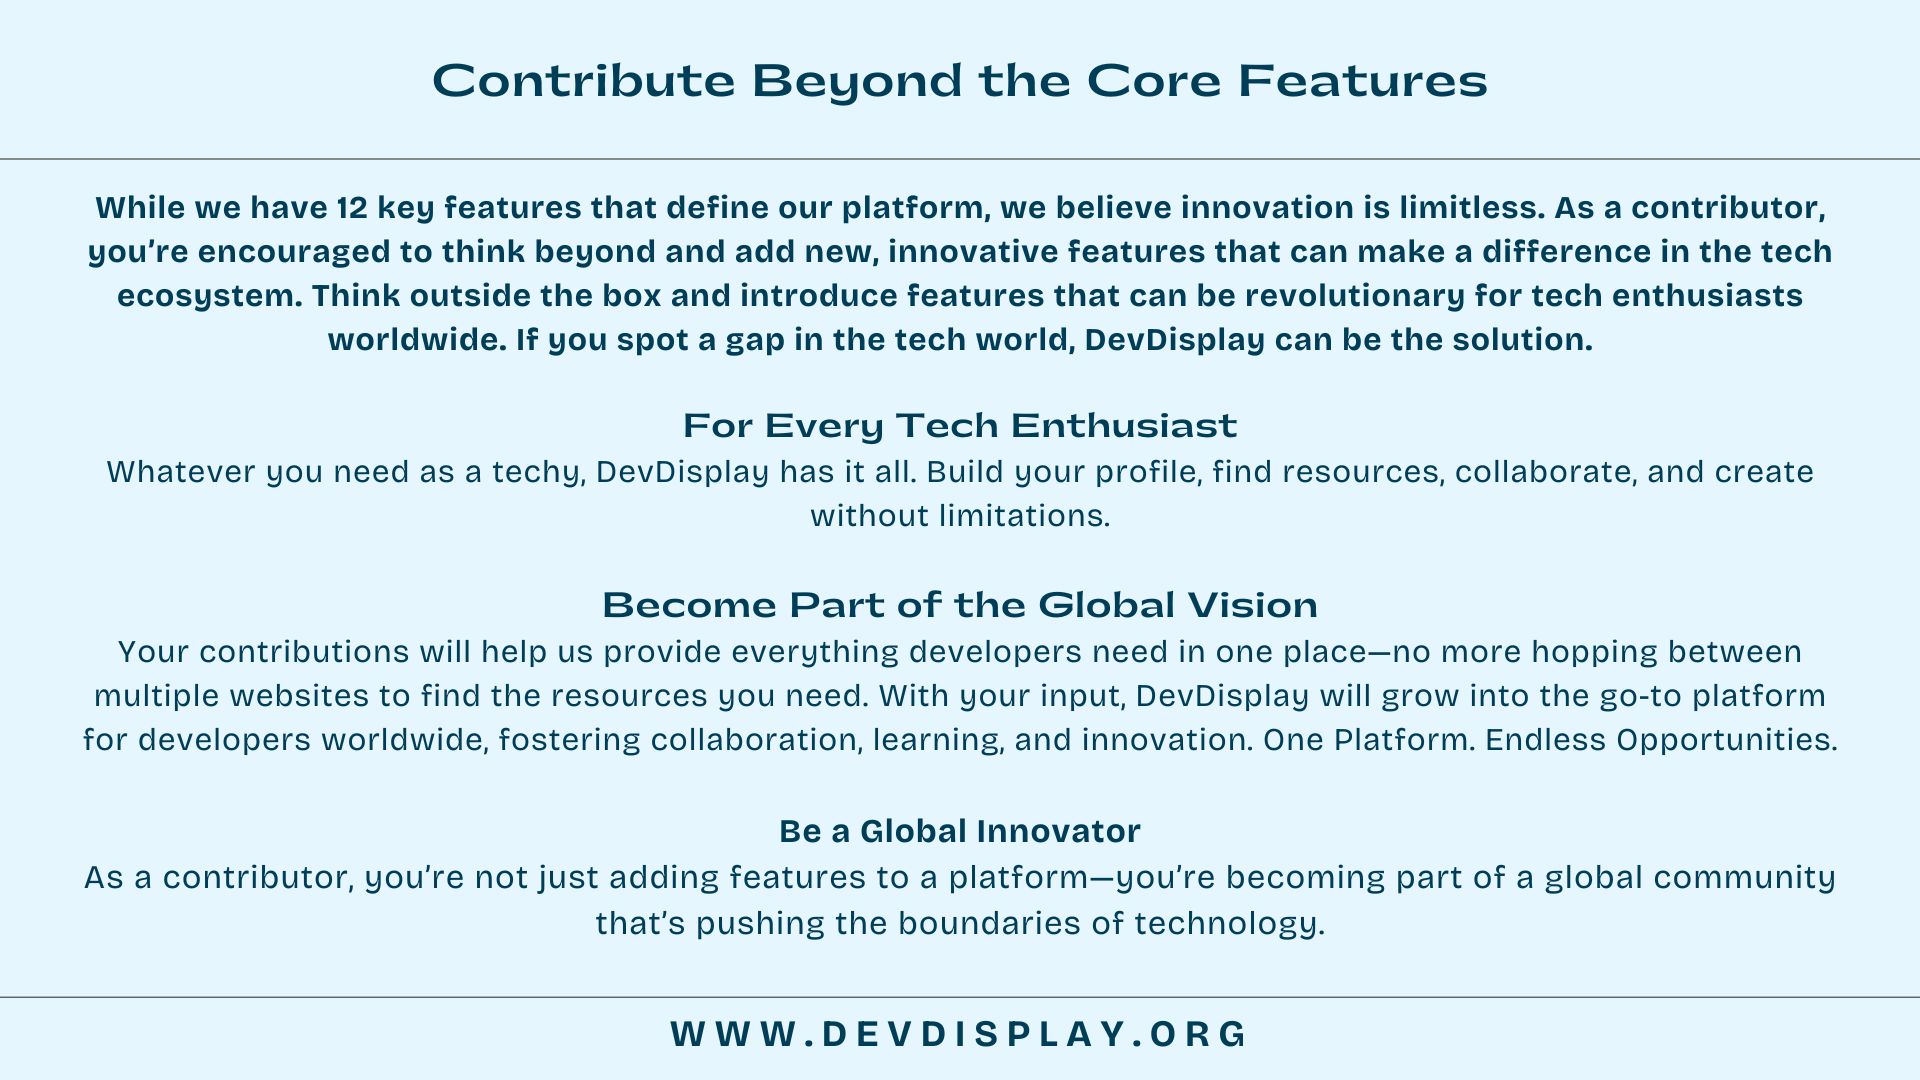 Contribute Beyond the Core Features
While we have 12 key features that define our platform, we believe innovation is limitless. As a contributor,
you’re encouraged to think beyond and add new, innovative features that can make a difference in the tech
ecosystem. Think outside the box and introduce features that can be revolutionary for tech enthusiasts
worldwide. If you spot a gap in the tech world, DevDisplay can be the solution.
For Every Tech Enthusiast
Whatever you need as a techy, DevDisplay has it all. Build your profile, find resources, collaborate, and create
without limitations.
Become Part of the Global Vision
Your contributions will help us provide everything developers need in one place—no more hopping between
multiple websites to find the resources you need. With your input, DevDisplay will grow into the go-to platform
for developers worldwide, fostering collaboration, learning, and innovation. One Platform. Endless Opportunities.
Be a Global Innovator
As a contributor, you’re not just adding features to a platform—you’re becoming part of a global community
that’s pushing the boundaries of technology.
WWW.DEVDISPLAY.ORG